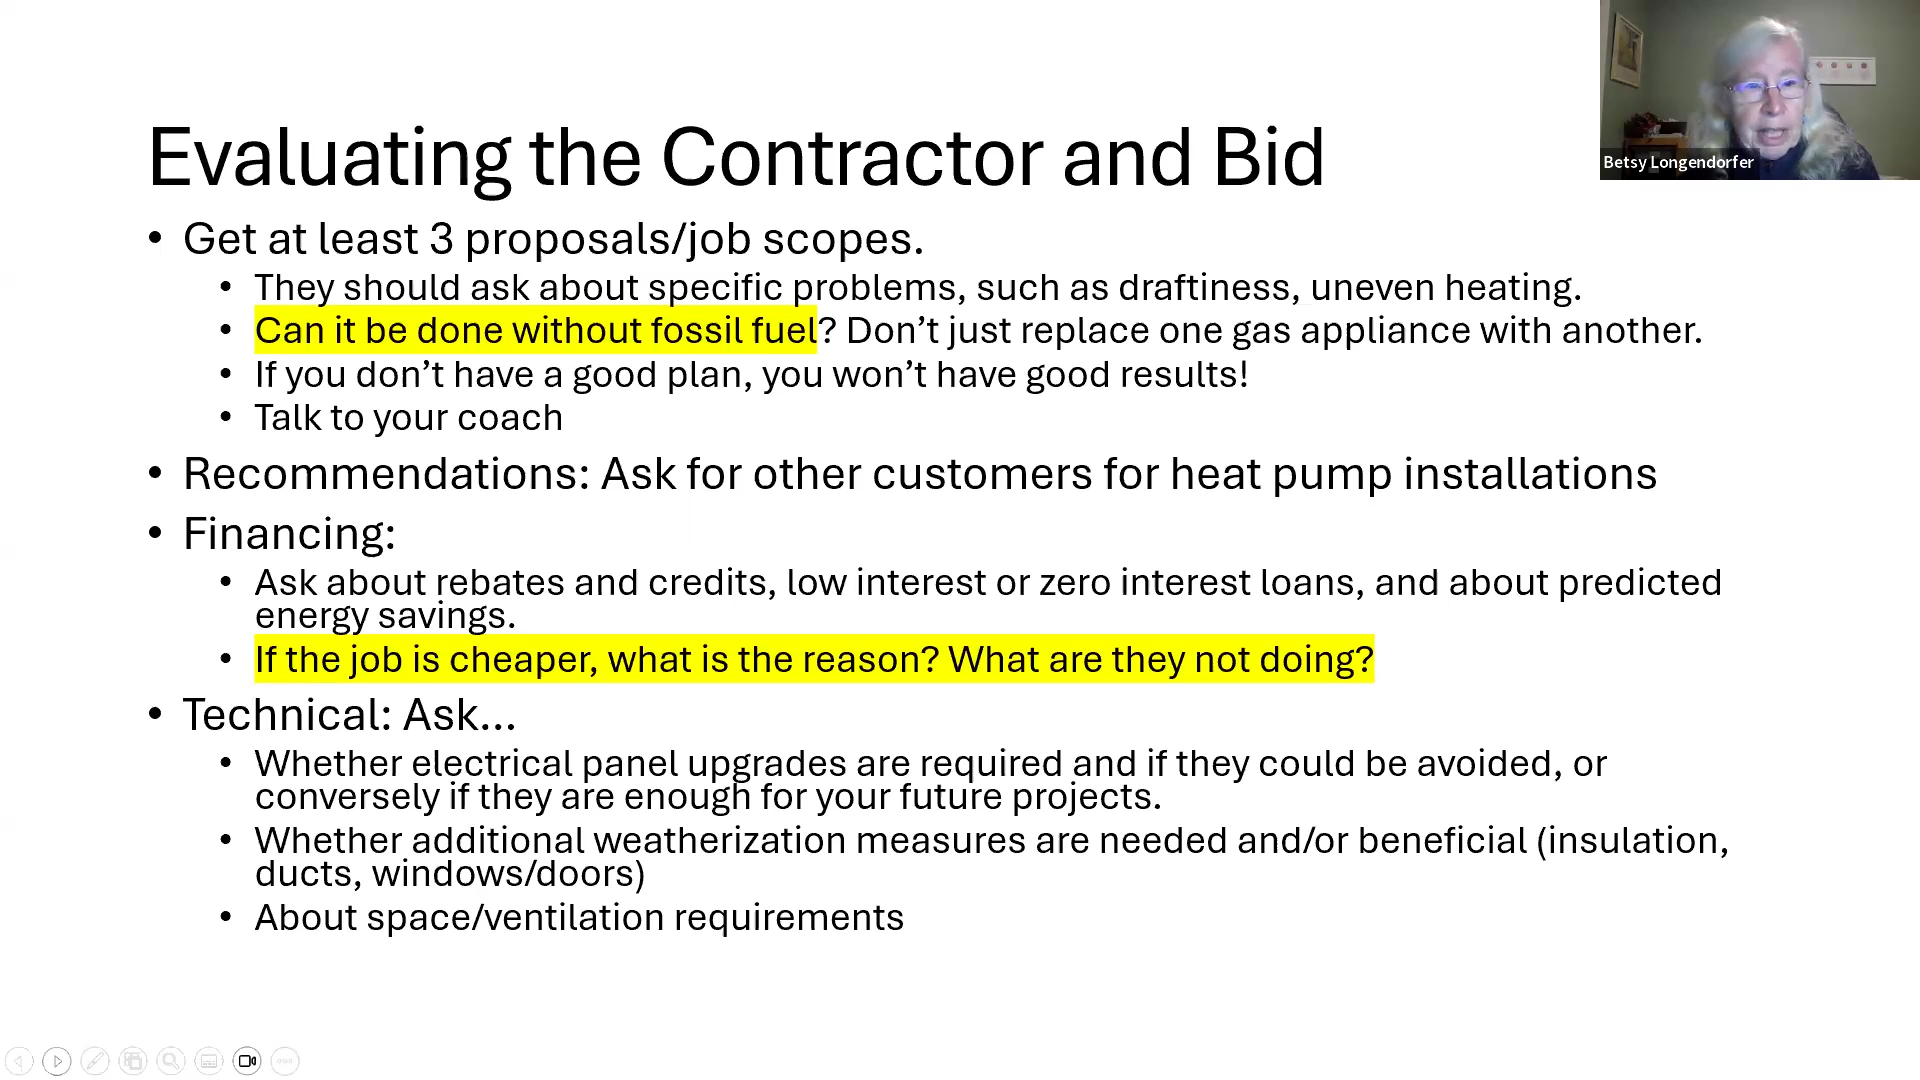 Evaluating the Contractor and Bid
Betsy Longendorfer
• Get at least 3 proposals/job scopes.
• They should ask about specific problems, such as draftiness, uneven heating.
• Can it be done without fossil fuel? Don’t just replace one gas appliance with another.
• If you don’t have a good plan, you won’t have good results!
• Talk to your coach
• Recommendations: Ask for other customers for heat pump installations
• Financing:
• Ask about rebates and credits, low interest or zero interest loans, and about predicted
energy savings.
• If the job is cheaper, what is the reason? What are they not doing?
• Technical: Ask...
• Whether electrical panel upgrades are required and if they could be avoided, or
conversely if they are enough for your future projects.
• Whether additional weatherization measures are needed and/or beneficial (insulation,
ducts, windows/doors)
• About space/ventilation requirements